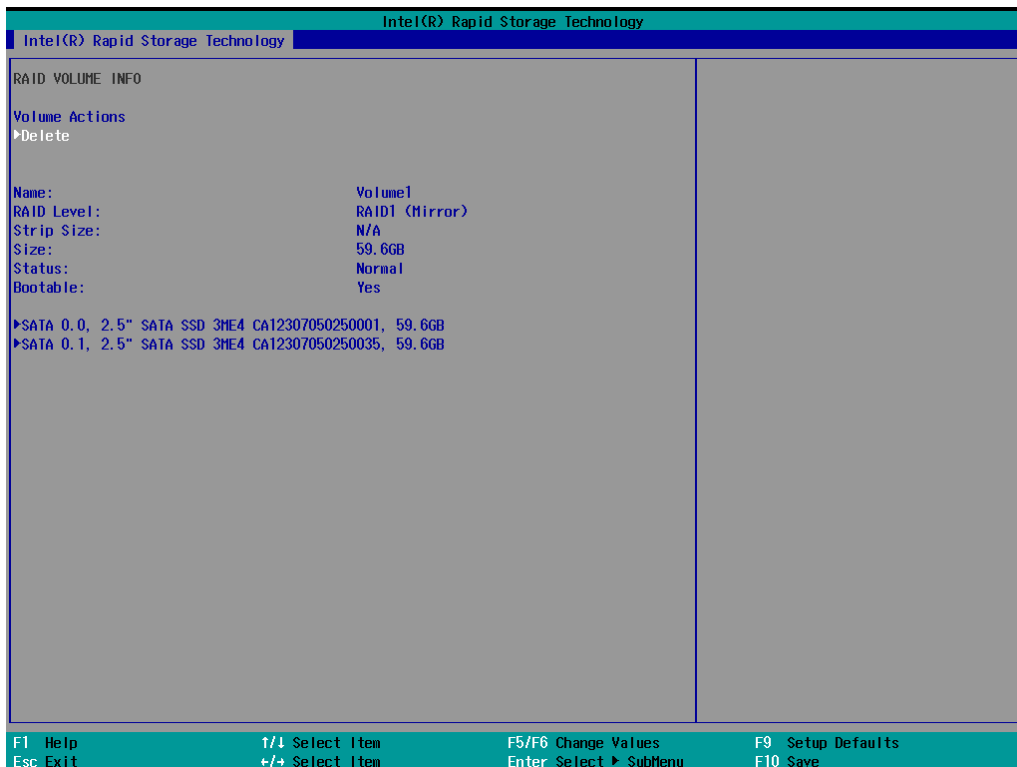 Intel(R) Rapid Storage Technology
Intel(R) Rapid Storage Technology
RAID VOLUME INFO
Volume Actions
▶Delete
Name: Volume1
RAID Level: RAID1 (Mirror)
Strip Size: N/A
Size: 59.6GB
Status: Normal
Bootable: Yes
▶SATA 0.0, 2.5" SATA SSD 3ME4 CA12307050250001, 59.6GB
▶SATA 0.1, 2.5" SATA SSD 3ME4 CA12307050250035, 59.6GB
F1 Help ↑/↓ Select Item F5/F6 Change Values F9 Setup Defaults
Esc Exit ←/→ Select Item Enter Select ▶ SubMenu F10 Save